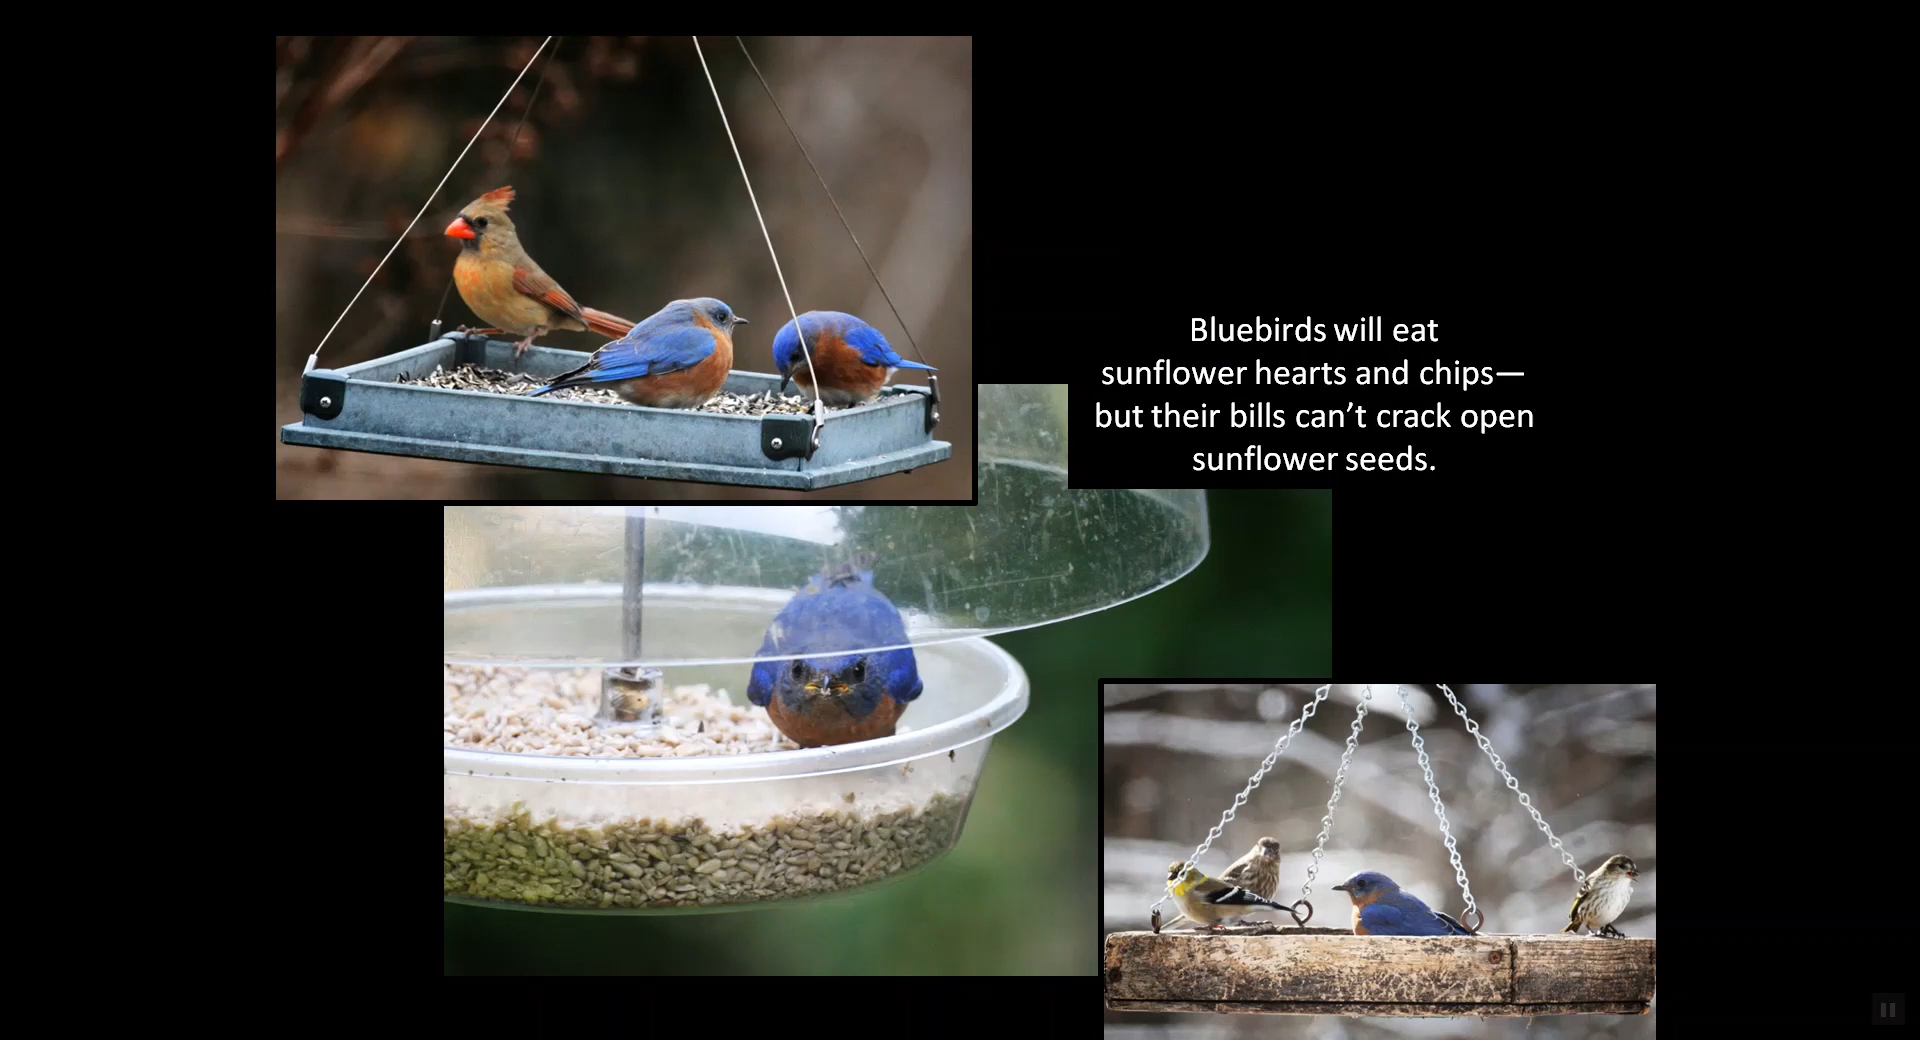 Bluebirds will eat
sunflower hearts and chips—
but their bills can’t crack open
sunflower seeds.